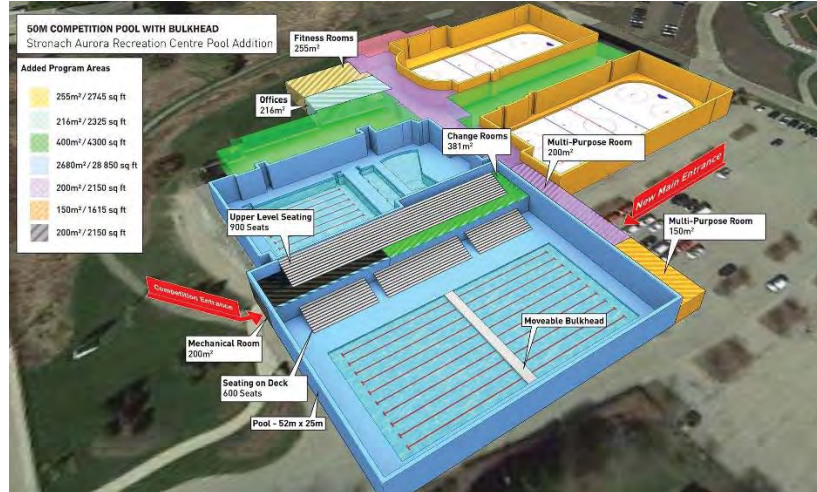 50M COMPETITION POOL WITH BULKHEAD
Stronach Aurora Recreation Centre Pool Addition
Added Program Areas
255m²/2745 sq ft
216m²/2325 sq ft
400m²/4300 sq ft
2680m²/28 850 sq ft
200m²/2150 sq ft
150m²/1615 sq ft
200m²/2150 sq ft
Fitness Rooms
255m²
Offices
216m²
Change Rooms
381m²
Multi-Purpose Room
200m²
New Main Entrance
Multi-Purpose Room
150m²
Upper Level Seating
900 Seats
Competition Entrance
Moveable Bulkhead
Mechanical Room
200m²
Seating on Deck
600 Seats
Pool - 52m x 25m